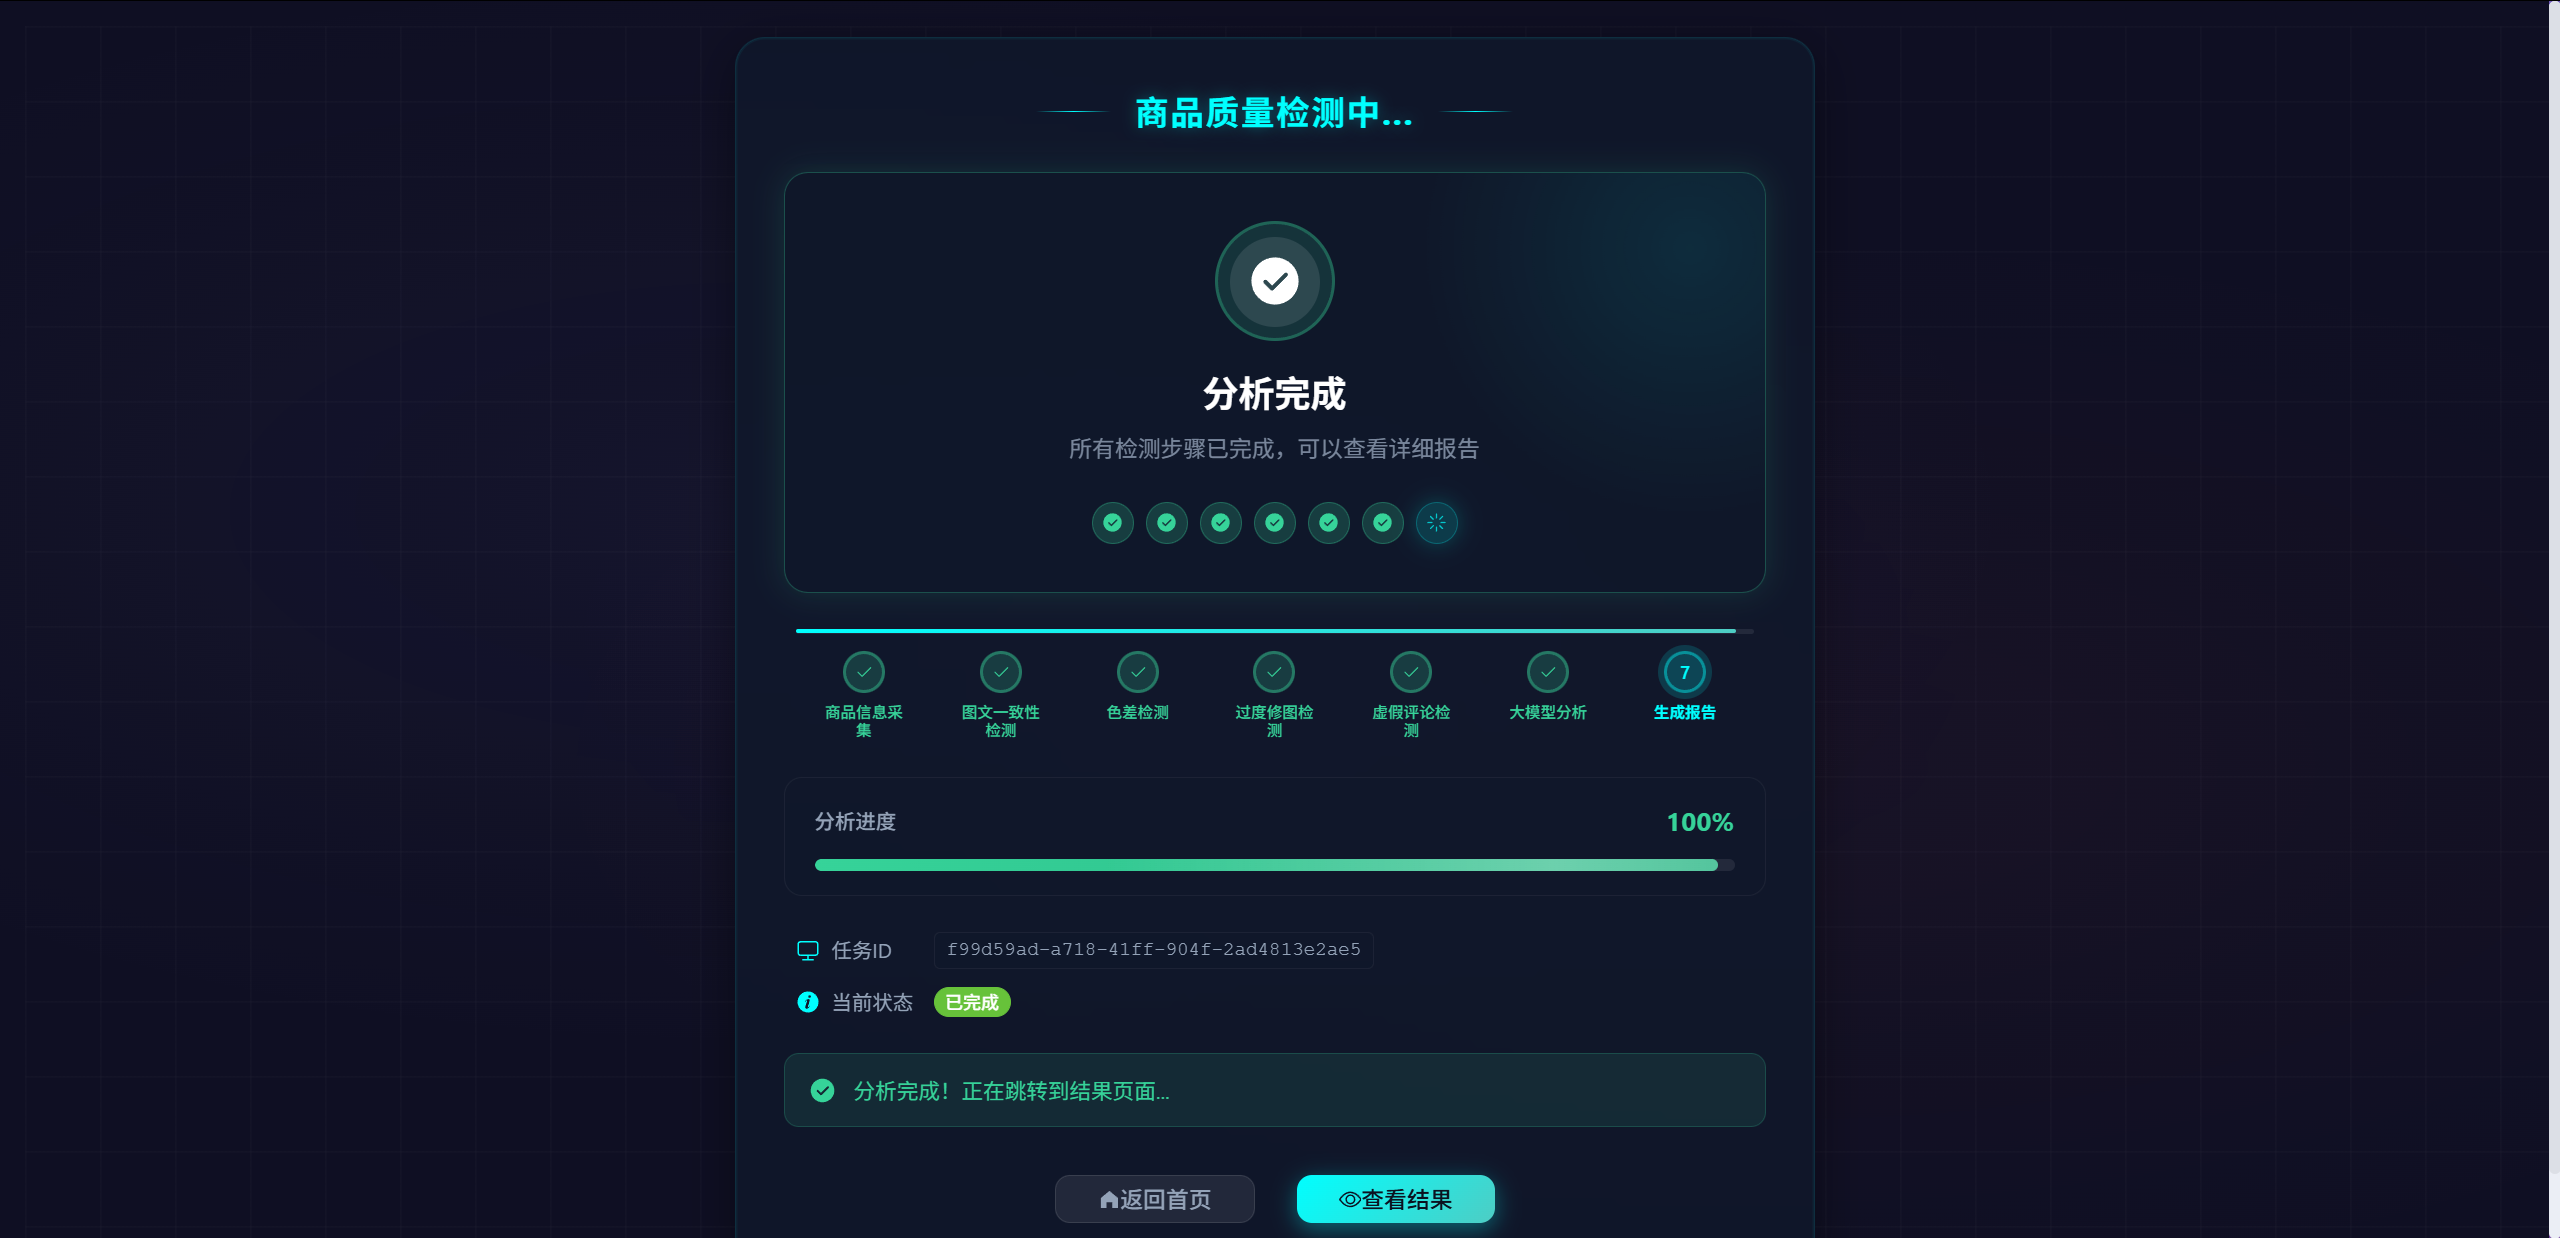 商品质量检测中...
分析完成
所有检测步骤已完成，可以查看详细报告
商品信息采
集
图文一致性
检测
色差检测
过度修图检
测
虚假评论检
测
大模型分析
7
生成报告
分析进度
100%
任务ID
f99d59ad-a718-41ff-904f-2ad4813e2ae5
当前状态
已完成
分析完成！正在跳转到结果页面...
返回首页
查看结果